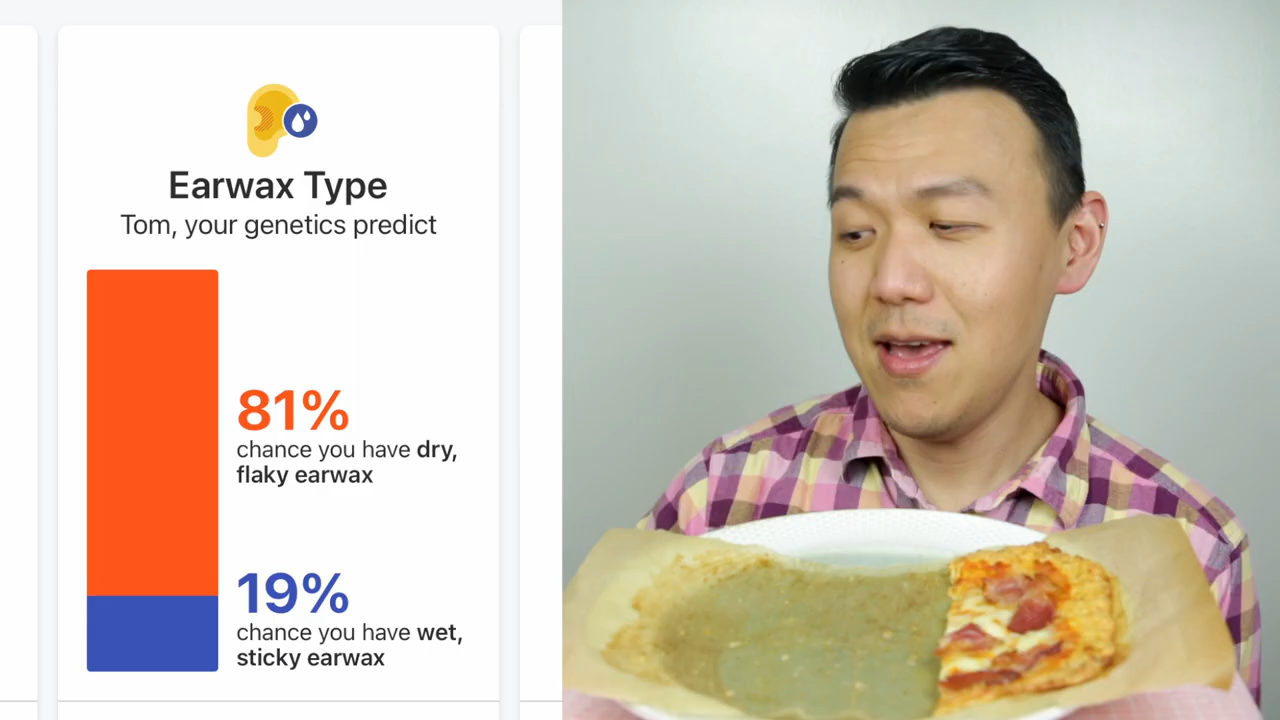 Earwax Type
Tom, your genetics predict
81%
chance you have dry,
flaky earwax
19%
chance you have wet,
sticky earwax